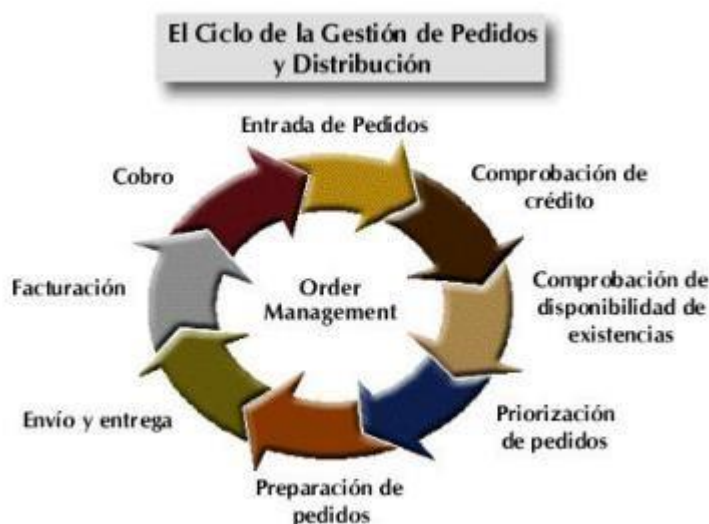 El Ciclo de la Gestión de Pedidos
y Distribución
Entrada de Pedidos
Comprobación de
crédito
Comprobación de
disponibilidad de
existencias
Priorización
de pedidos
Preparación de
pedidos
Envío y entrega
Facturación
Cobro
Order
Management